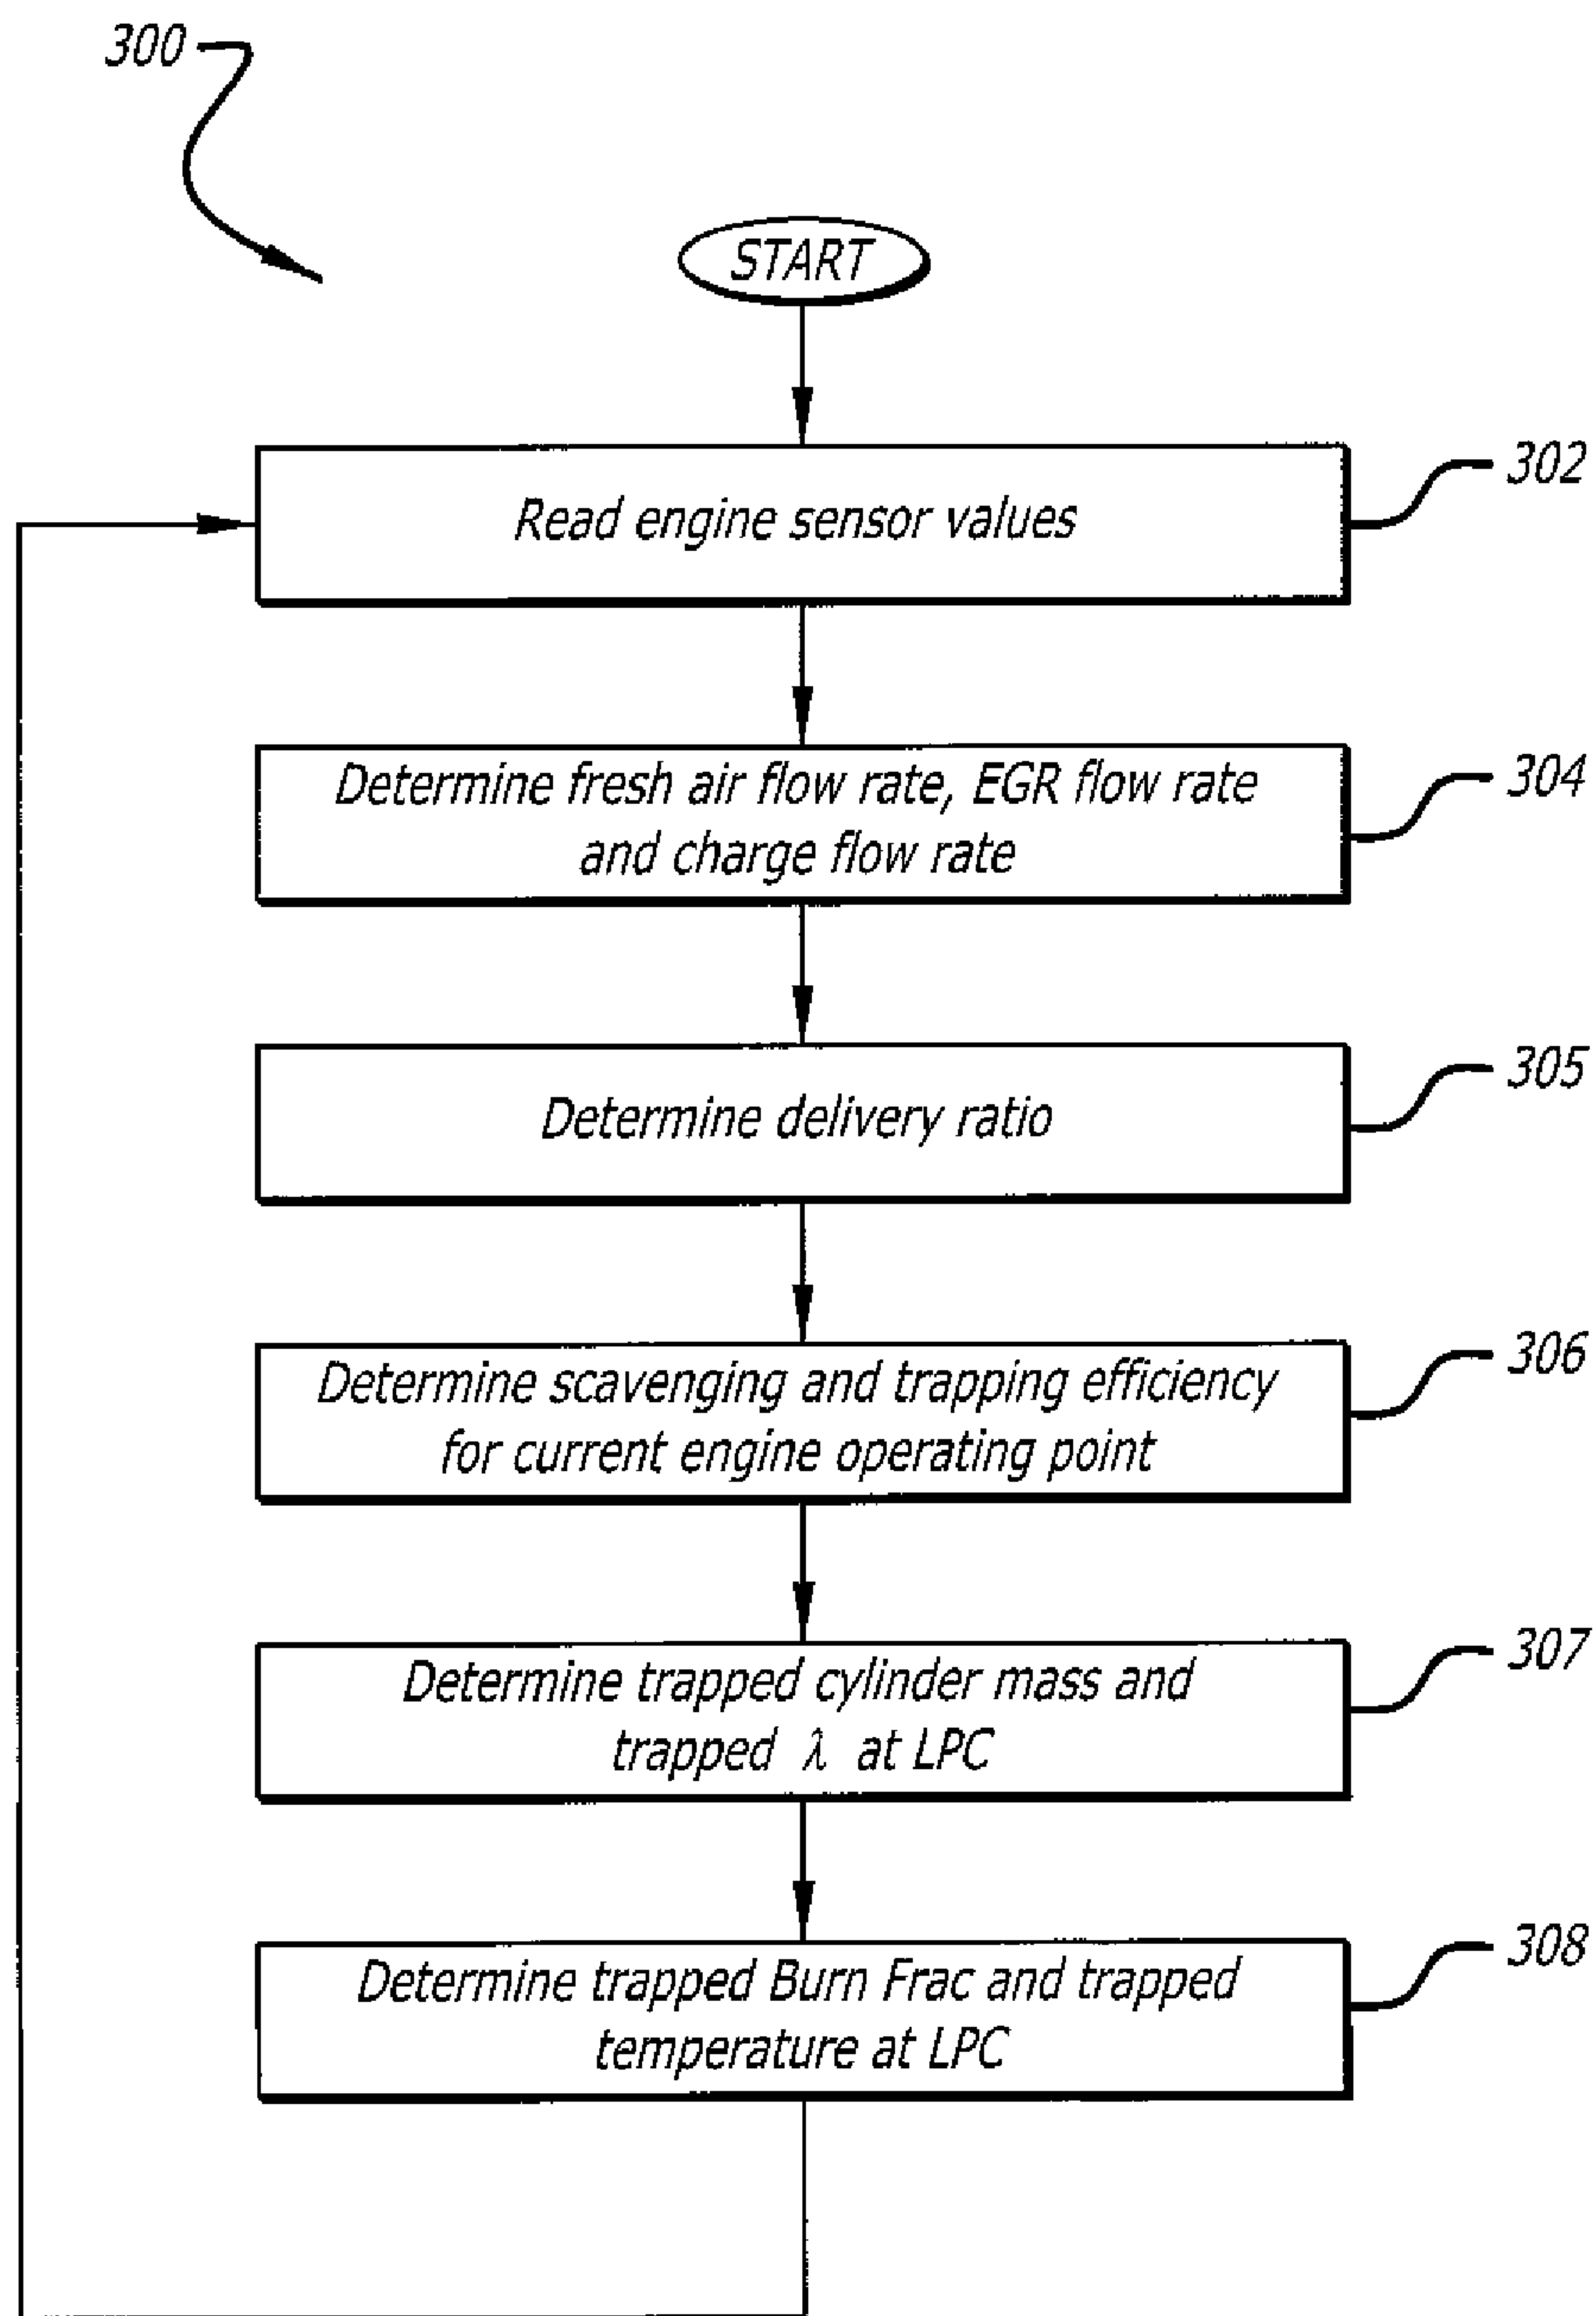 300
START
Read engine sensor values
302
Determine fresh air flow rate, EGR flow rate
and charge flow rate
304
Determine delivery ratio
305
Determine scavenging and trapping efficiency
for current engine operating point
306
Determine trapped cylinder mass and
trapped λ at LPC
307
Determine trapped Burn Frac and trapped
temperature at LPC
308